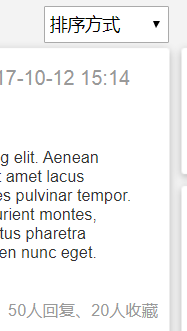 排序方式
17-10-12 15:14
g elit. Aenean
amet lacus
es pulvinar tempor.
urient montes,
tus pharetra
en nunc eget.
50人回复、20人收藏